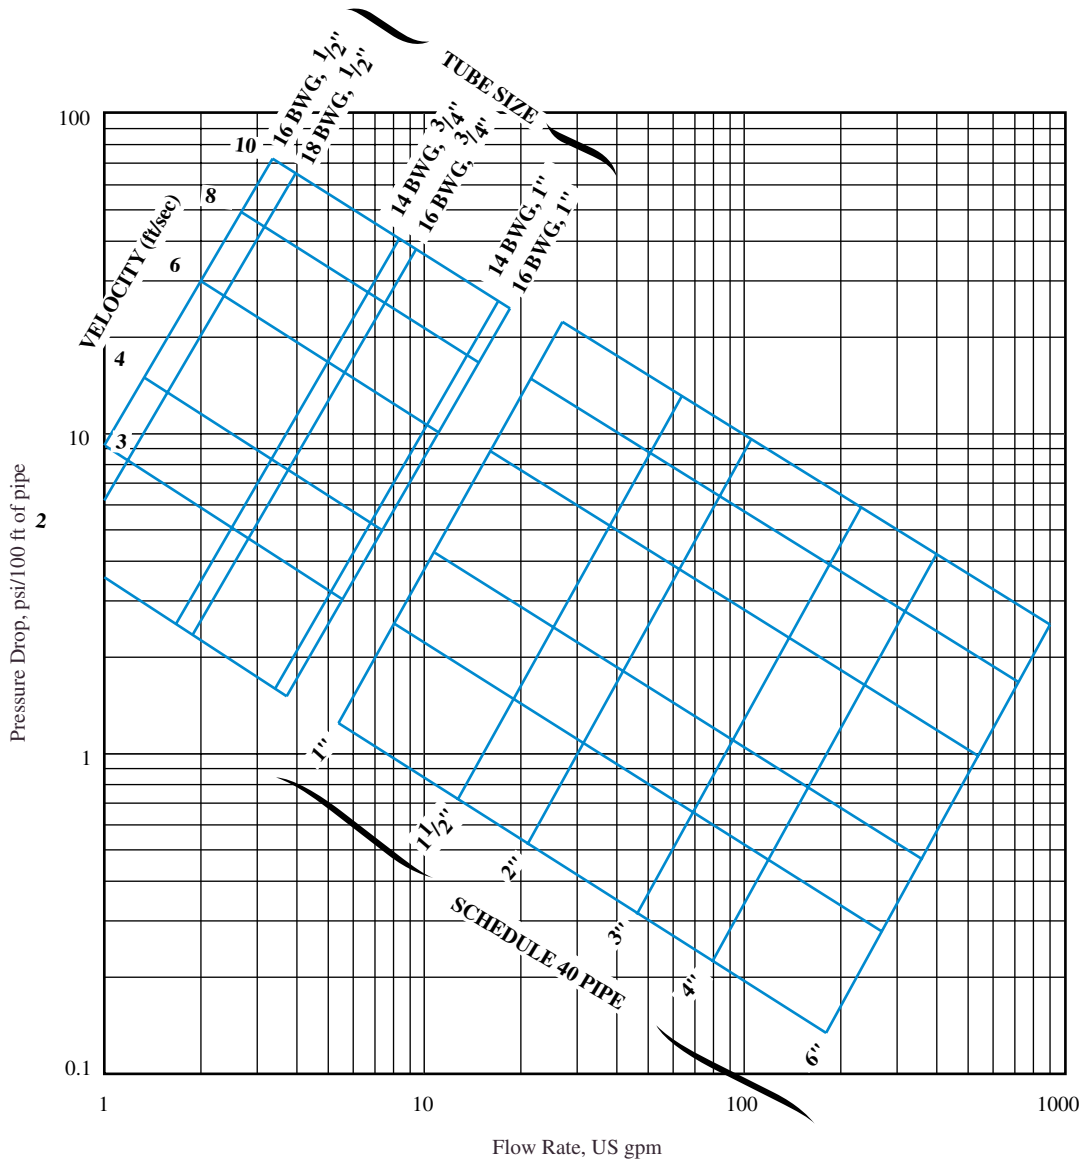 TUBE SIZE
16 BWG, 1/2"
18 BWG, 1/2"
14 BWG, 3/4"
16 BWG, 3/4"
14 BWG, 1"
16 BWG, 1"
VELOCITY (ft/sec)
10
8
6
4
3
2
100
10
1
0.1
Pressure Drop, psi/100 ft of pipe
1"
1 1/2"
2"
3"
4"
6"
SCHEDULE 40 PIPE
1
10
100
1000
Flow Rate, US gpm